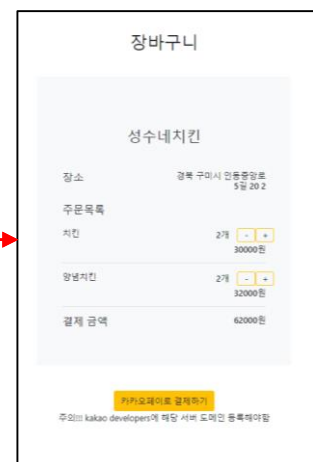 장바구니
성수네치킨
장소 경북 구미시 인동중앙로
5길 20 2
주문목록
치킨 2개 - +
30000원
양념치킨 2개 - +
32000원
결제 금액 62000원
카카오페이로 결제하기
주의!!! kakao developers에 해당 서버 도메인 등록해야함